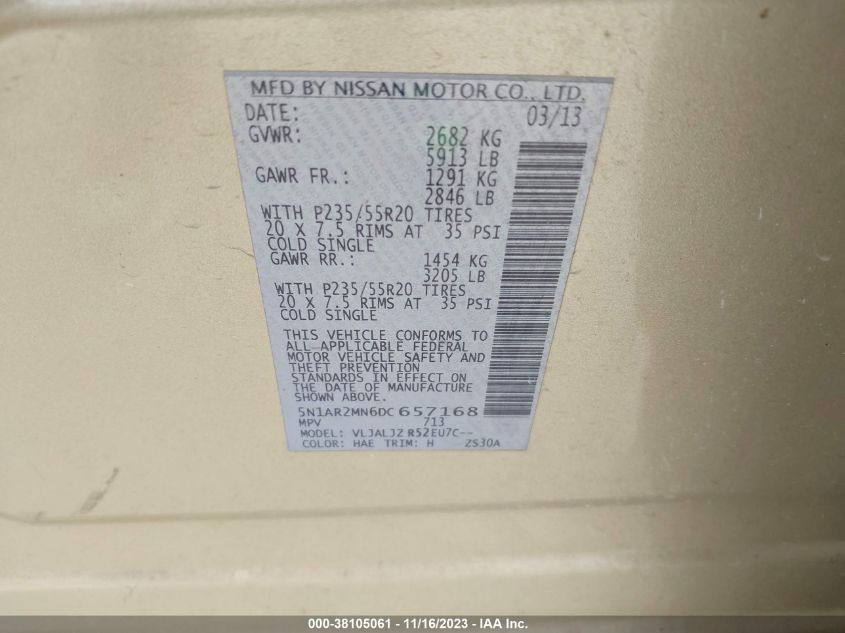 MFD BY NISSAN MOTOR CO., LTD.
DATE: 03/13
GVWR: 2682 KG
5913 LB
GAWR FR.: 1291 KG
2846 LB
WITH P235/55R20 TIRES
20 X 7.5 RIMS AT 35 PSI
COLD SINGLE
GAWR RR.: 1454 KG
3205 LB
WITH P235/55R20 TIRES
20 X 7.5 RIMS AT 35 PSI
COLD SINGLE
THIS VEHICLE CONFORMS TO
ALL APPLICABLE FEDERAL
MOTOR VEHICLE SAFETY AND
THEFT PREVENTION
STANDARDS IN EFFECT ON
THE DATE OF MANUFACTURE
SHOWN ABOVE.
5N1AR2MN6DC657168
MPV 713
MODEL: VLJALJZ R52EU7C--
COLOR: HAE TRIM: H ZS30A
000-38105061 - 11/16/2023 - IAA Inc.